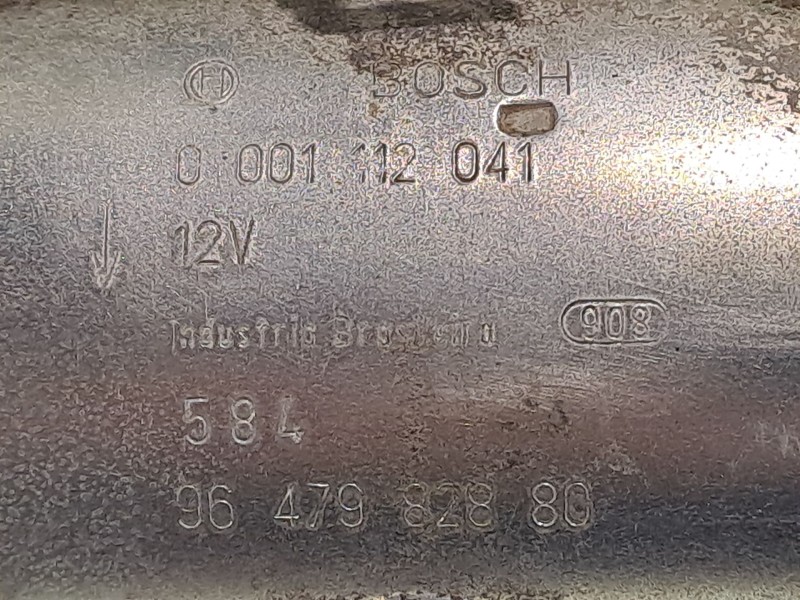 BOSCH
0 001 112 041
12V
Industria Brasileira
908
584
96 479 828 80